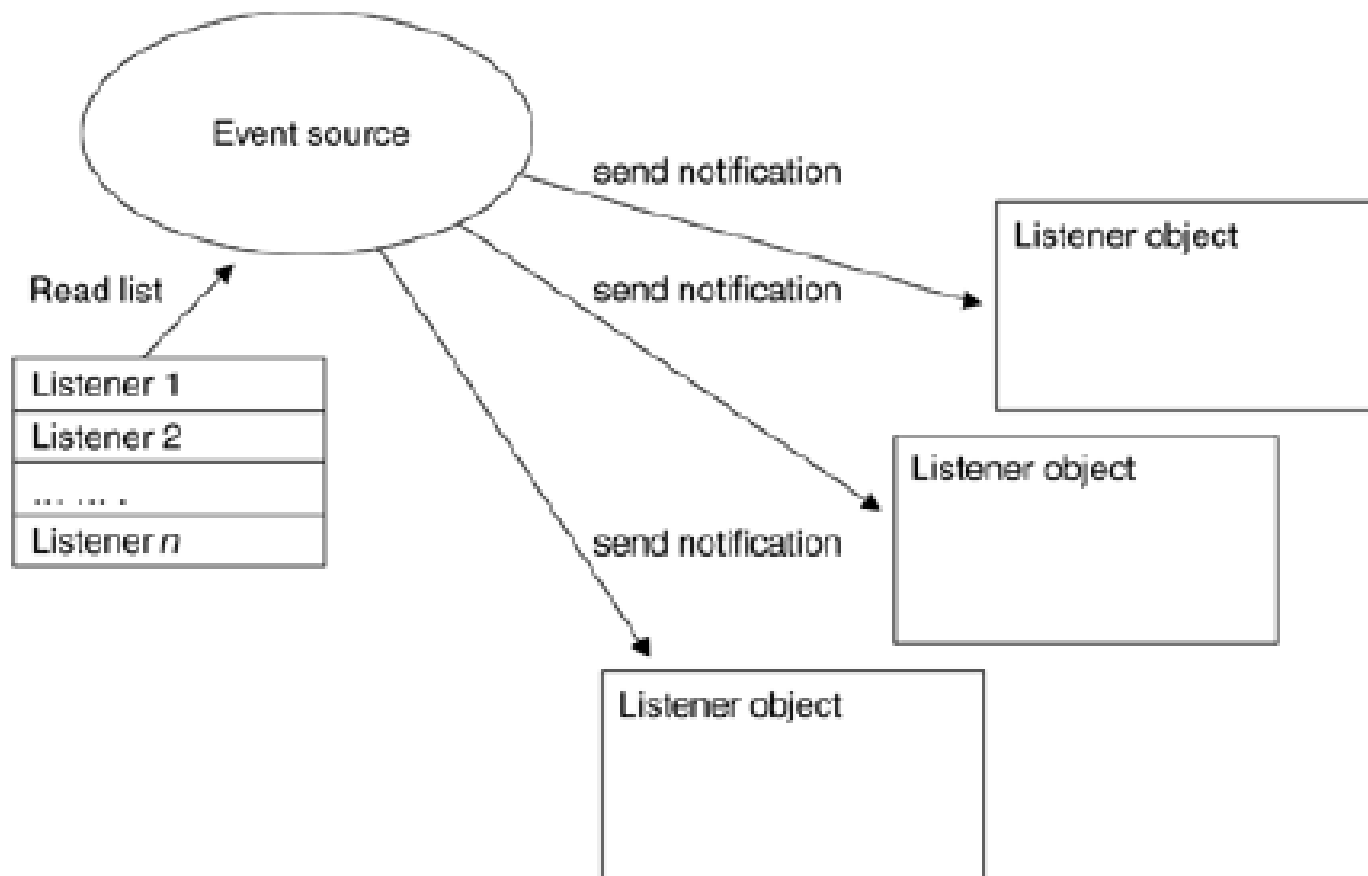 Event source
send notification
Listener object
Read list
send notification
Listener 1
Listener 2
... ... .
Listener n
Listener object
send notification
Listener object